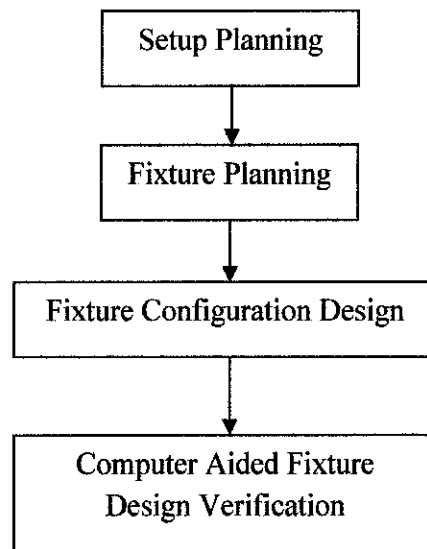 Setup Planning
Fixture Planning
Fixture Configuration Design
Computer Aided Fixture
Design Verification